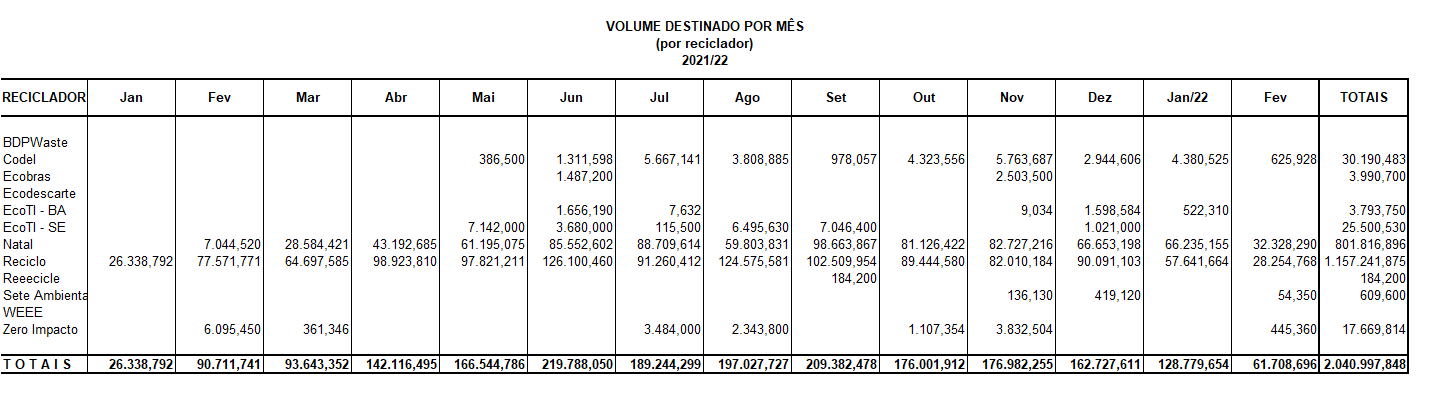 VOLUME DESTINADO POR MÊS
(por reciclador)
2021/22
RECICLADOR Jan Fev Mar Abr Mai Jun Jul Ago Set Out Nov Dez Jan/22 Fev TOTAIS
BDPWaste
Codel 386,500 1.311,598 5.667,141 3.808,885 978,057 4.323,556 5.763,687 2.944,606 4.380,525 625,928 30.190,483
Ecobras 1.487,200 2.503,500 3.990,700
Ecodescarte
EcoTI - BA 1.656,190 7,632 9,034 1.598,584 522,310 3.793,750
EcoTI - SE 7.142,000 3.680,000 115,500 6.495,630 7.046,400 1.021,000 25.500,530
Natal 7.044,520 28.584,421 43.192,685 61.195,075 85.552,602 88.709,614 59.803,831 98.663,867 81.126,422 82.727,216 66.653,198 66.235,155 32.328,290 801.816,896
Reciclo 26.338,792 77.571,771 64.697,585 98.923,810 97.821,211 126.100,460 91.260,412 124.575,581 102.509,954 89.444,580 82.010,184 90.091,103 57.641,664 28.254,768 1.157.241,875
Reeecicle 184,200 184,200
Sete Ambienta 136,130 419,120 54,350 609,600
WEEE
Zero Impacto 6.095,450 361,346 3.484,000 2.343,800 1.107,354 3.832,504 445,360 17.669,814
T O T A I S 26.338,792 90.711,741 93.643,352 142.116,495 166.544,786 219.788,050 189.244,299 197.027,727 209.382,478 176.001,912 176.982,255 162.727,611 128.779,654 61.708,696 2.040.997,848